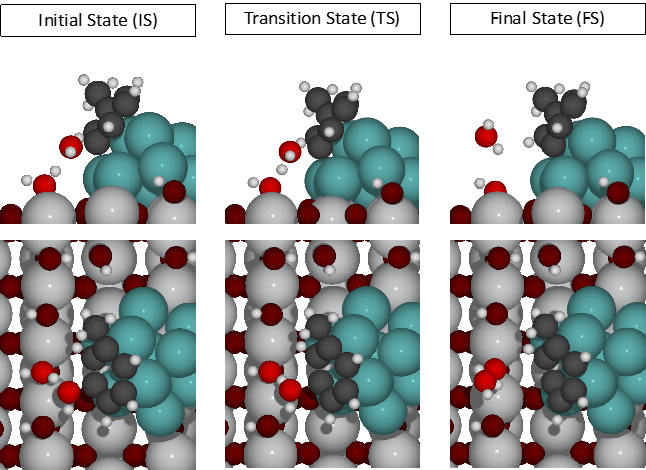 Initial State (IS)
Transition State (TS)
Final State (FS)